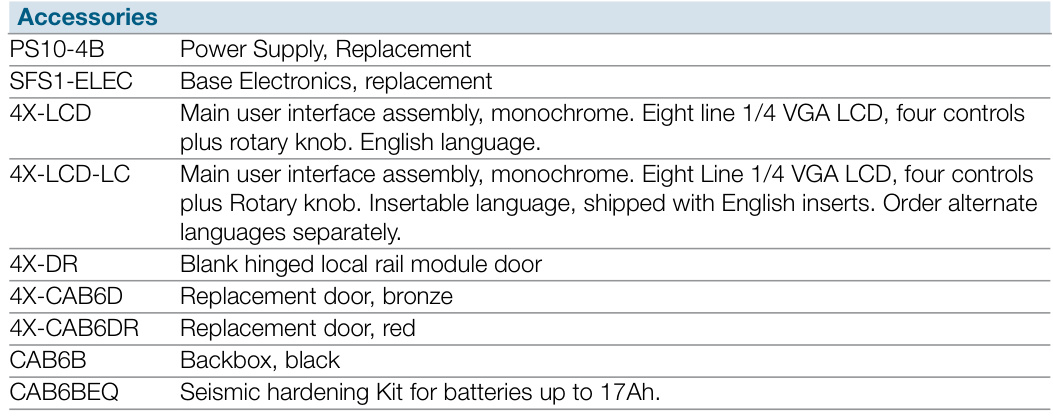 Accessories
PS10-4B Power Supply, Replacement
SFS1-ELEC Base Electronics, replacement
4X-LCD Main user interface assembly, monochrome. Eight line 1/4 VGA LCD, four controls
plus rotary knob. English language.
4X-LCD-LC Main user interface assembly, monochrome. Eight Line 1/4 VGA LCD, four controls
plus Rotary knob. Insertable language, shipped with English inserts. Order alternate
languages separately.
4X-DR Blank hinged local rail module door
4X-CAB6D Replacement door, bronze
4X-CAB6DR Replacement door, red
CAB6B Backbox, black
CAB6BEQ Seismic hardening Kit for batteries up to 17Ah.